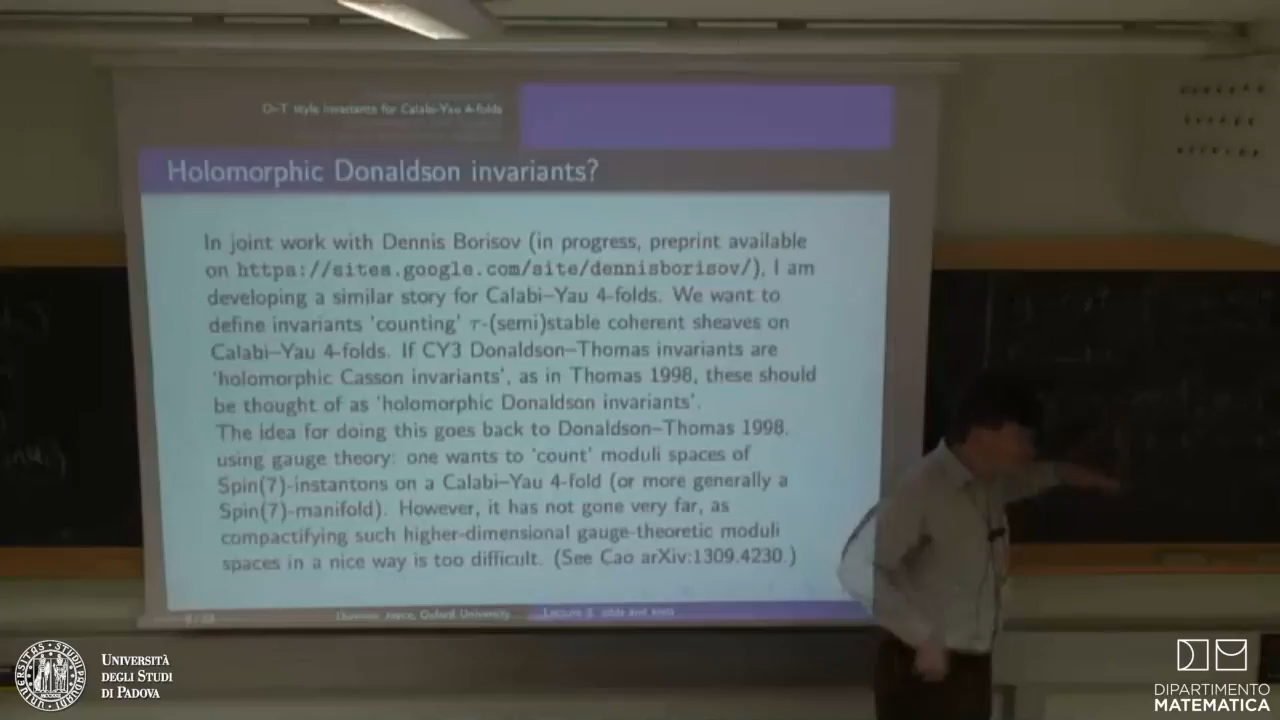 D–T style invariants for Calabi–Yau 4-folds
Holomorphic Donaldson invariants?
In joint work with Dennis Borisov (in progress, preprint available
on https://sites.google.com/site/dennisborisov/), I am
developing a similar story for Calabi–Yau 4-folds. We want to
define invariants 'counting' τ-(semi)stable coherent sheaves on
Calabi–Yau 4-folds. If CY3 Donaldson–Thomas invariants are
'holomorphic Casson invariants', as in Thomas 1998, these should
be thought of as 'holomorphic Donaldson invariants'.
The idea for doing this goes back to Donaldson–Thomas 1998,
using gauge theory: one wants to 'count' moduli spaces of
Spin(7)-instantons on a Calabi–Yau 4-fold (or more generally a
Spin(7)-manifold). However, it has not gone very far, as
compactifying such higher-dimensional gauge-theoretic moduli
spaces in a nice way is too difficult. (See Cao arXiv:1309.4230.)
Joyce, Oxford University
UNIVERSITÀ
DEGLI STUDI
DI PADOVA
DIPARTIMENTO
MATEMATICA